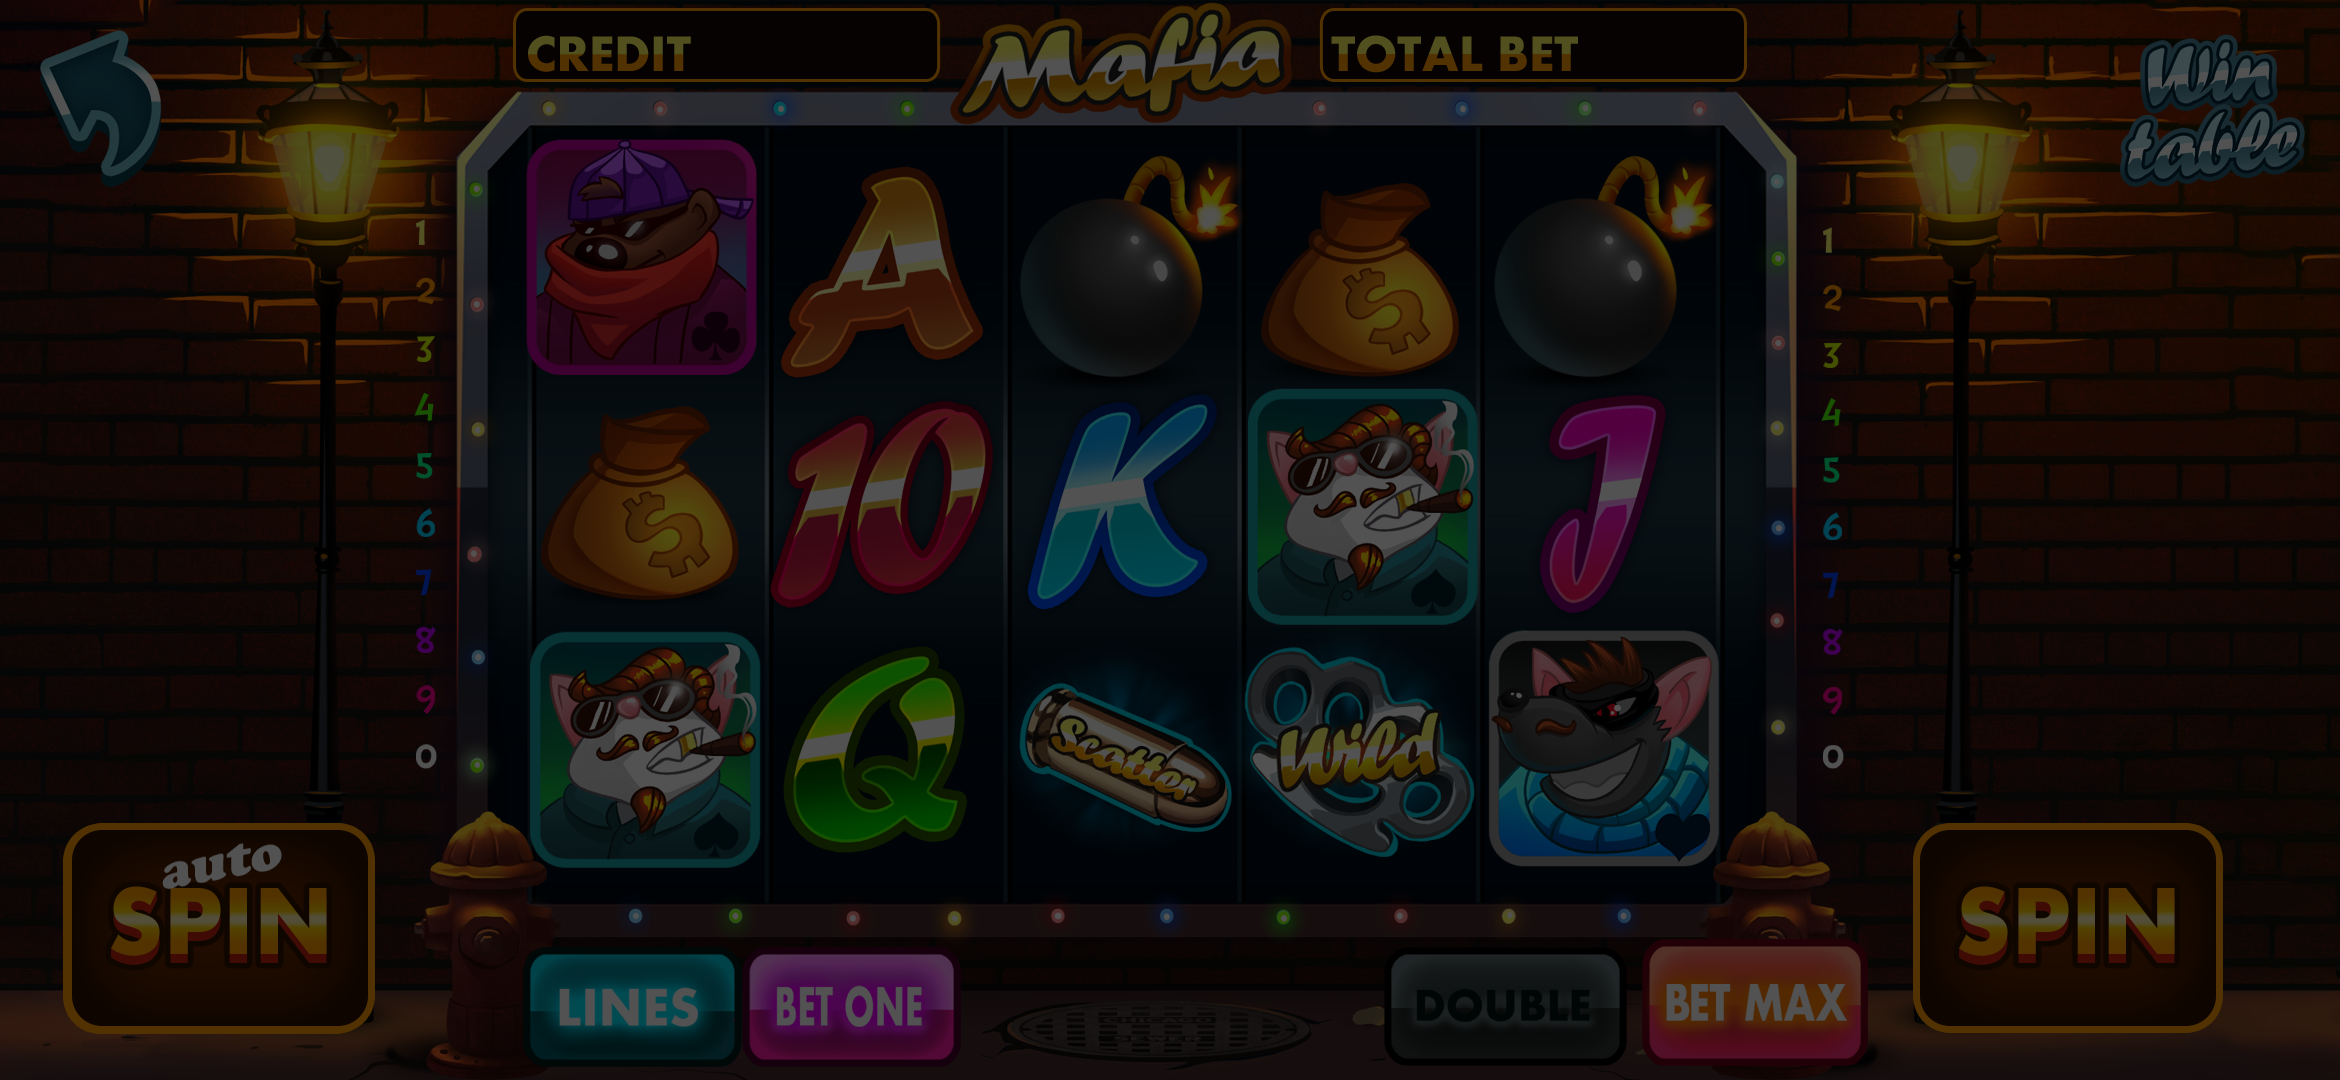 CREDIT
Mafia
TOTAL BET
Win
table
1
2
3
4
5
6
7
8
9
0
A
$
$
10
K
J
Q
Scatter
Wild
1
2
3
4
5
6
7
8
9
0
auto
SPIN
SPIN
LINES
BET ONE
CHICAGO
SEWER
DOUBLE
BET MAX